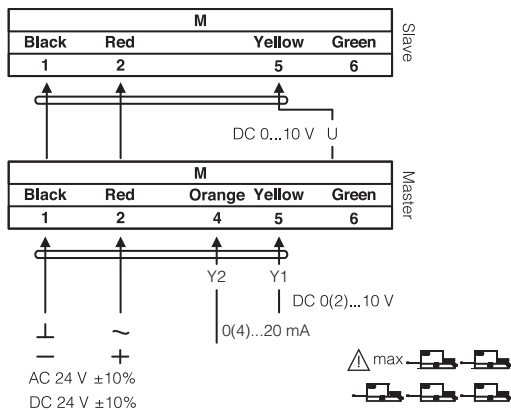 M
Black Red Yellow Green
1 2 5 6
Slave
DC 0...10 V U
M
Black Red Orange Yellow Green
1 2 4 5 6
Master
Y2 Y1
DC 0(2)...10 V
0(4)...20 mA
⊥ ~
− +
AC 24 V ±10%
DC 24 V ±10%
max